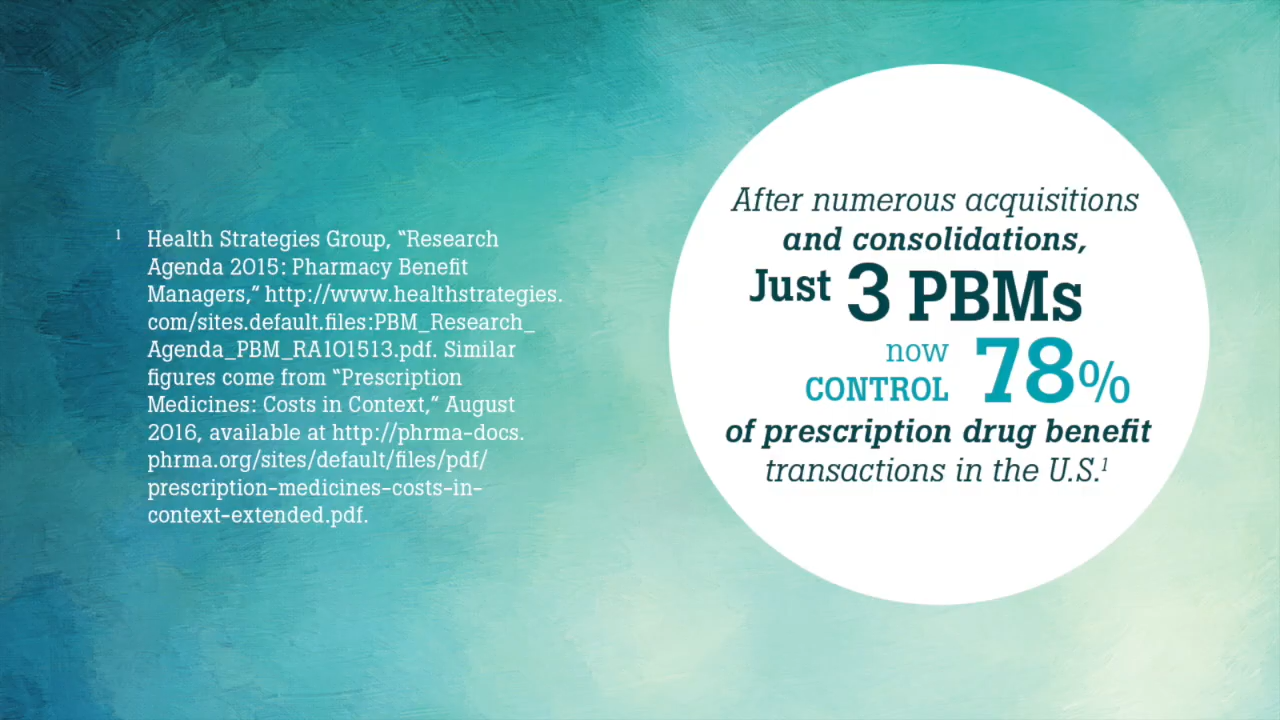 ¹ Health Strategies Group, “Research
Agenda 2015: Pharmacy Benefit
Managers,“ http://www.healthstrategies.
com/sites.default.files:PBM_Research_
Agenda_PBM_RA101513.pdf. Similar
figures come from “Prescription
Medicines: Costs in Context,“ August
2016, available at http://phrma-docs.
phrma.org/sites/default/files/pdf/
prescription-medicines-costs-in-
context-extended.pdf.
After numerous acquisitions
and consolidations,
Just 3 PBMs
now
CONTROL 78%
of prescription drug benefit
transactions in the U.S.¹